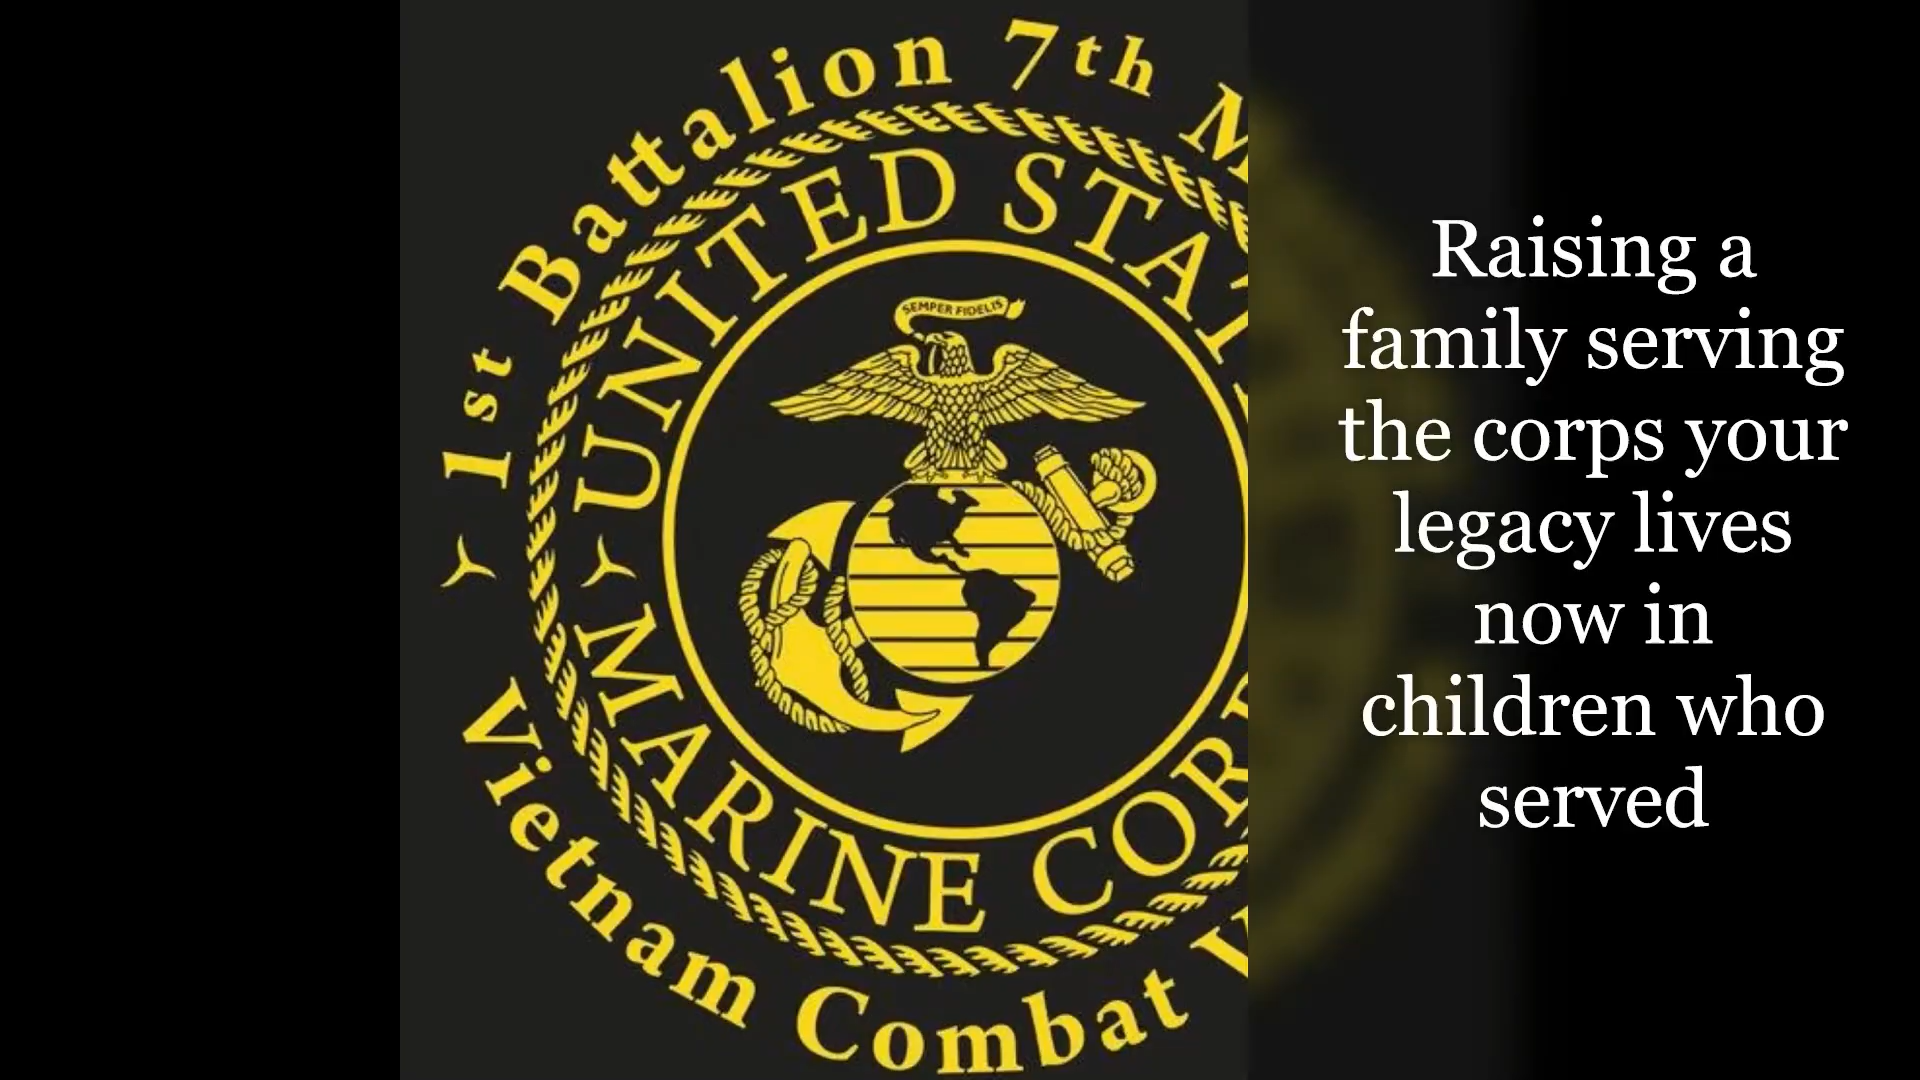 1st Battalion 7th M
UNITED STAT
SEMPER FIDELIS
MARINE COR
Vietnam Combat V
Raising a
family serving
the corps your
legacy lives
now in
children who
served